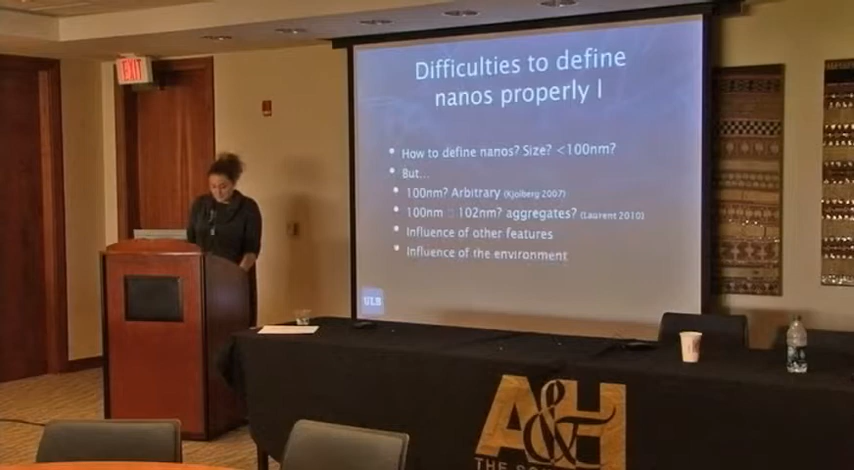 EXIT
Difficulties to define
nanos properly I
How to define nanos? Size? <100nm?
But...
100nm? Arbitrary (Kjolberg 2007)
100nm 102nm? aggregates? (Laurent 2010)
Influence of other features
Influence of the environment
ULB
A&H
THE